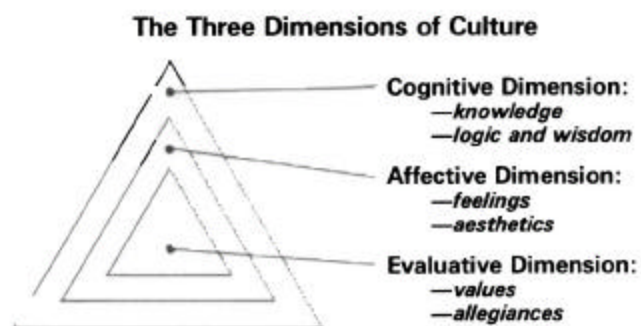 The Three Dimensions of Culture
Cognitive Dimension:
—knowledge
—logic and wisdom
Affective Dimension:
—feelings
—aesthetics
Evaluative Dimension:
—values
—allegiances